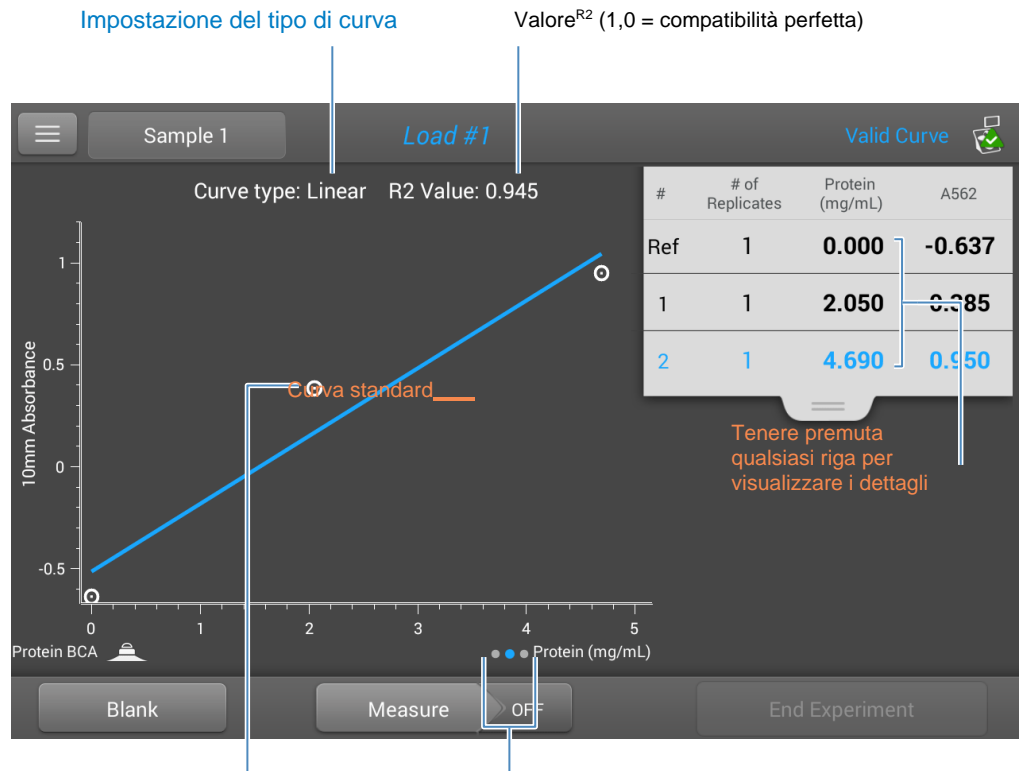 Impostazione del tipo di curva
Valore^R2 (1,0 = compatibilità perfetta)
Sample 1
Load #1
Valid Curve
Curve type: Linear R2 Value: 0.945
# # of Replicates Protein (mg/mL) A562
Ref 1 0.000 -0.637
1 1 2.050 0.385
2 1 4.690 0.950
Tenere premuta
qualsiasi riga per
visualizzare i dettagli
10mm Absorbance
1
0.5
0
-0.5
Curva standard
0 1 2 3 4 5
Protein BCA
Protein (mg/mL)
Blank
Measure
OFF
End Experiment